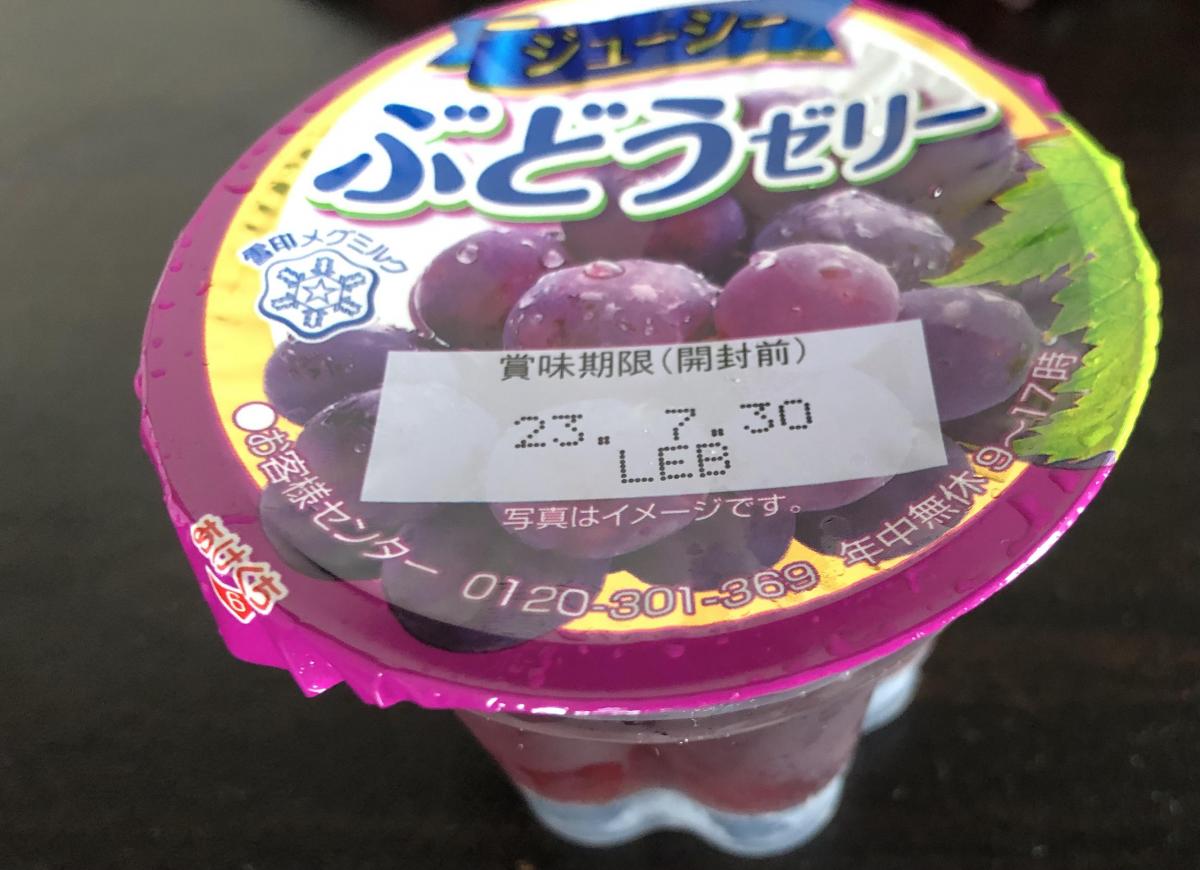 ジューシー
ぶどうゼリー
雪印メグミルク
賞味期限(開封前)
23. 7.30
LEB
写真はイメージです。
●お客様センター 0120-301-369 年中無休 9~17時
あけくち